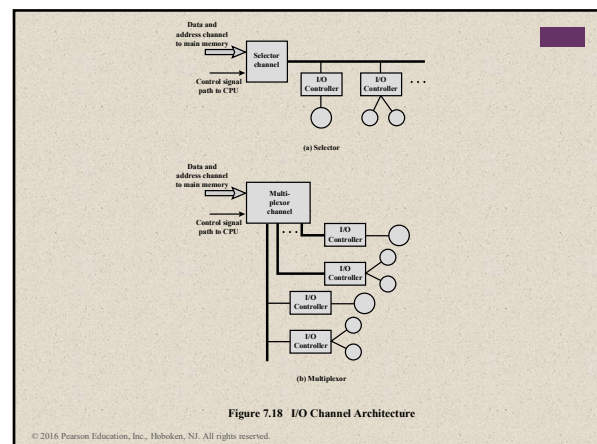 Data and
address channel
to main memory
Selector
channel
Control signal
path to CPU
I/O
Controller
I/O
Controller
. . .
(a) Selector
Data and
address channel
to main memory
Multi-
plexor
channel
Control signal
path to CPU
. . .
I/O
Controller
I/O
Controller
I/O
Controller
I/O
Controller
(b) Multiplexor
Figure 7.18 I/O Channel Architecture
© 2016 Pearson Education, Inc., Hoboken, NJ. All rights reserved.